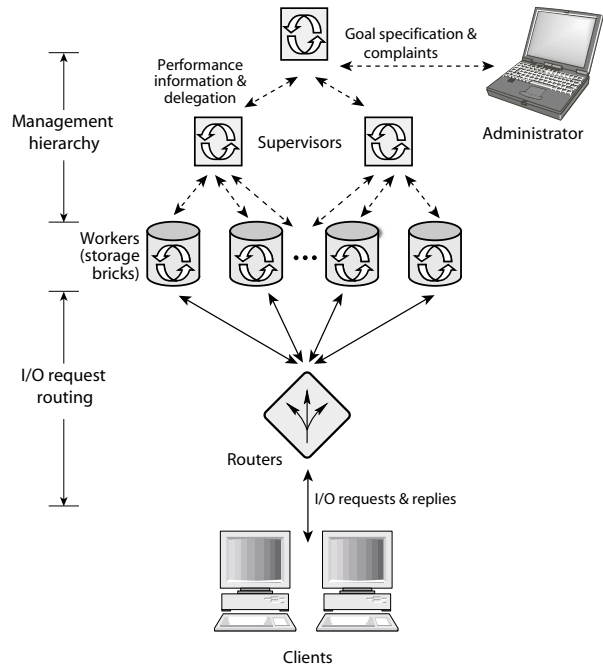 Goal specification &
complaints
Performance
information &
delegation
Administrator
Management
hierarchy
Supervisors
Workers
(storage
bricks)
I/O request
routing
Routers
I/O requests & replies
Clients